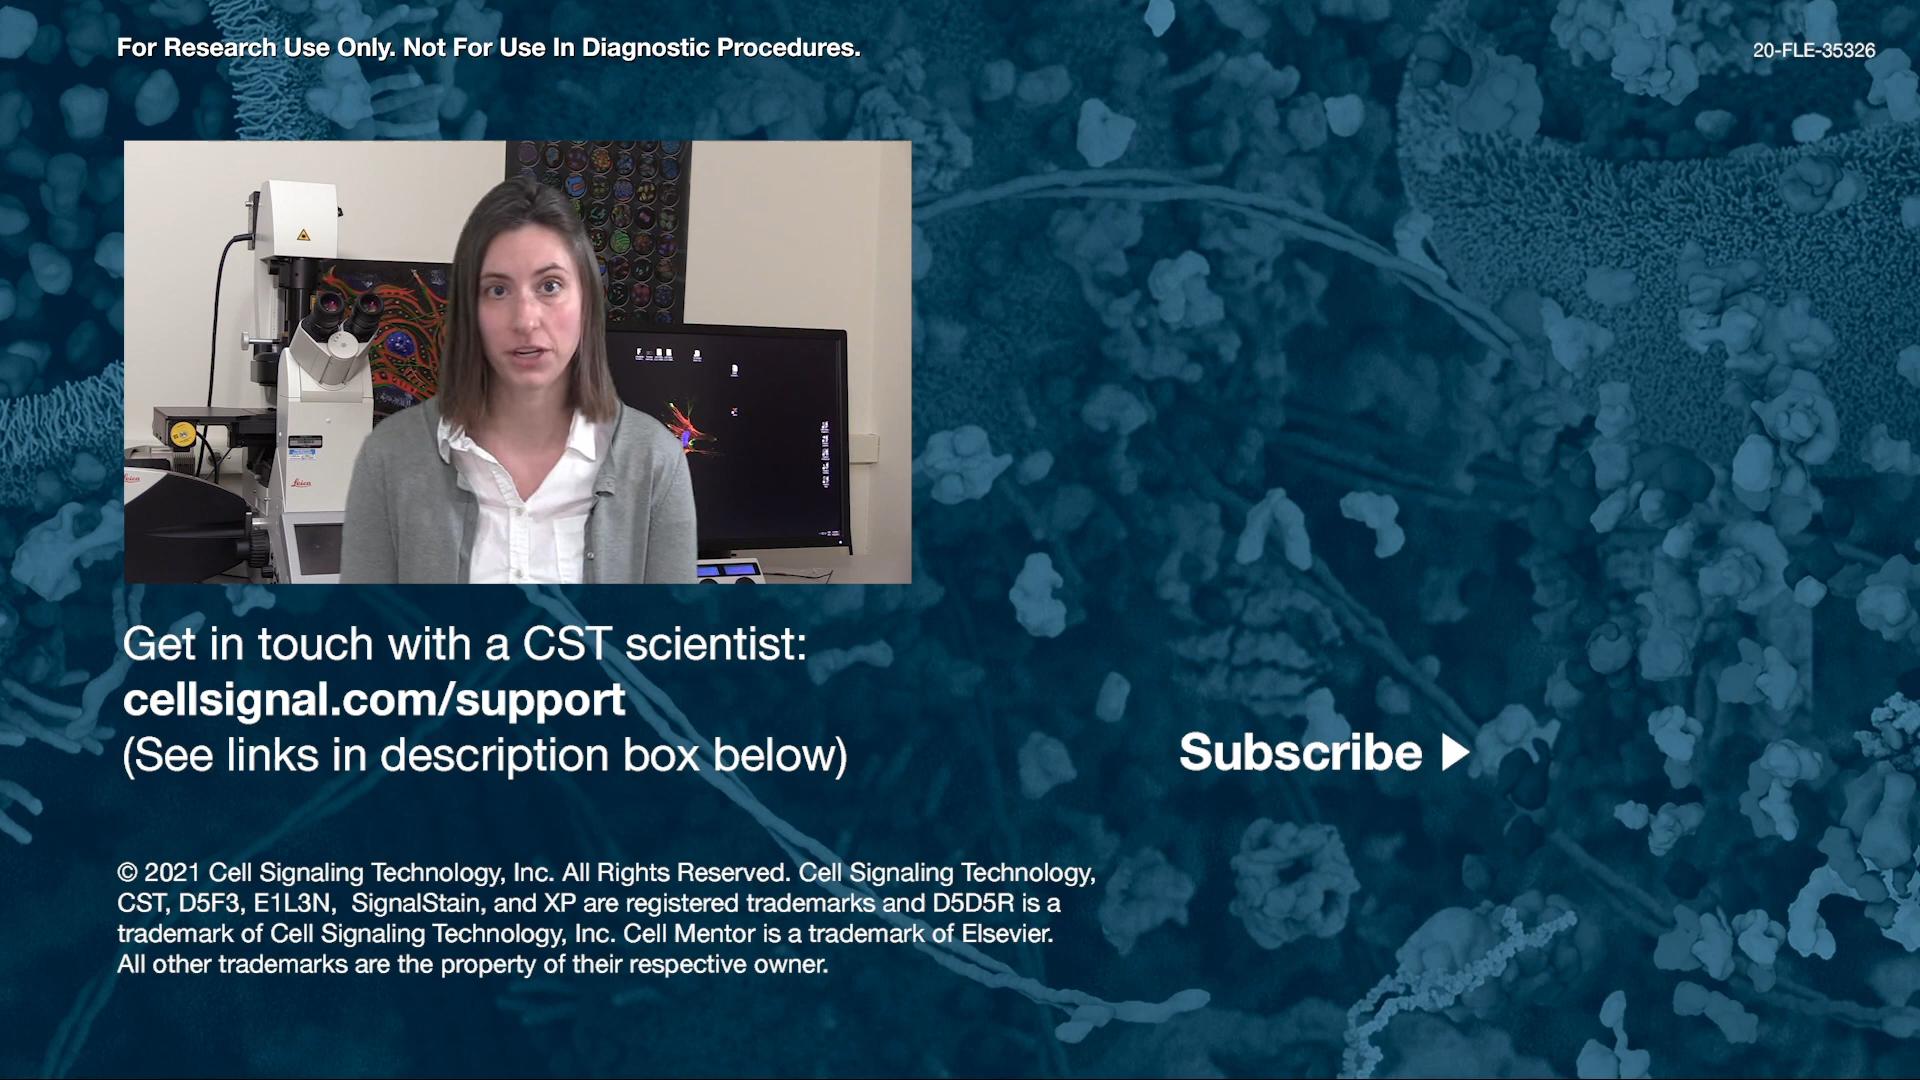 For Research Use Only. Not For Use In Diagnostic Procedures.
20-FLE-35326
Leica
Leica
Get in touch with a CST scientist:
cellsignal.com/support
(See links in description box below)
Subscribe
© 2021 Cell Signaling Technology, Inc. All Rights Reserved. Cell Signaling Technology,
CST, D5F3, E1L3N, SignalStain, and XP are registered trademarks and D5D5R is a
trademark of Cell Signaling Technology, Inc. Cell Mentor is a trademark of Elsevier.
All other trademarks are the property of their respective owner.